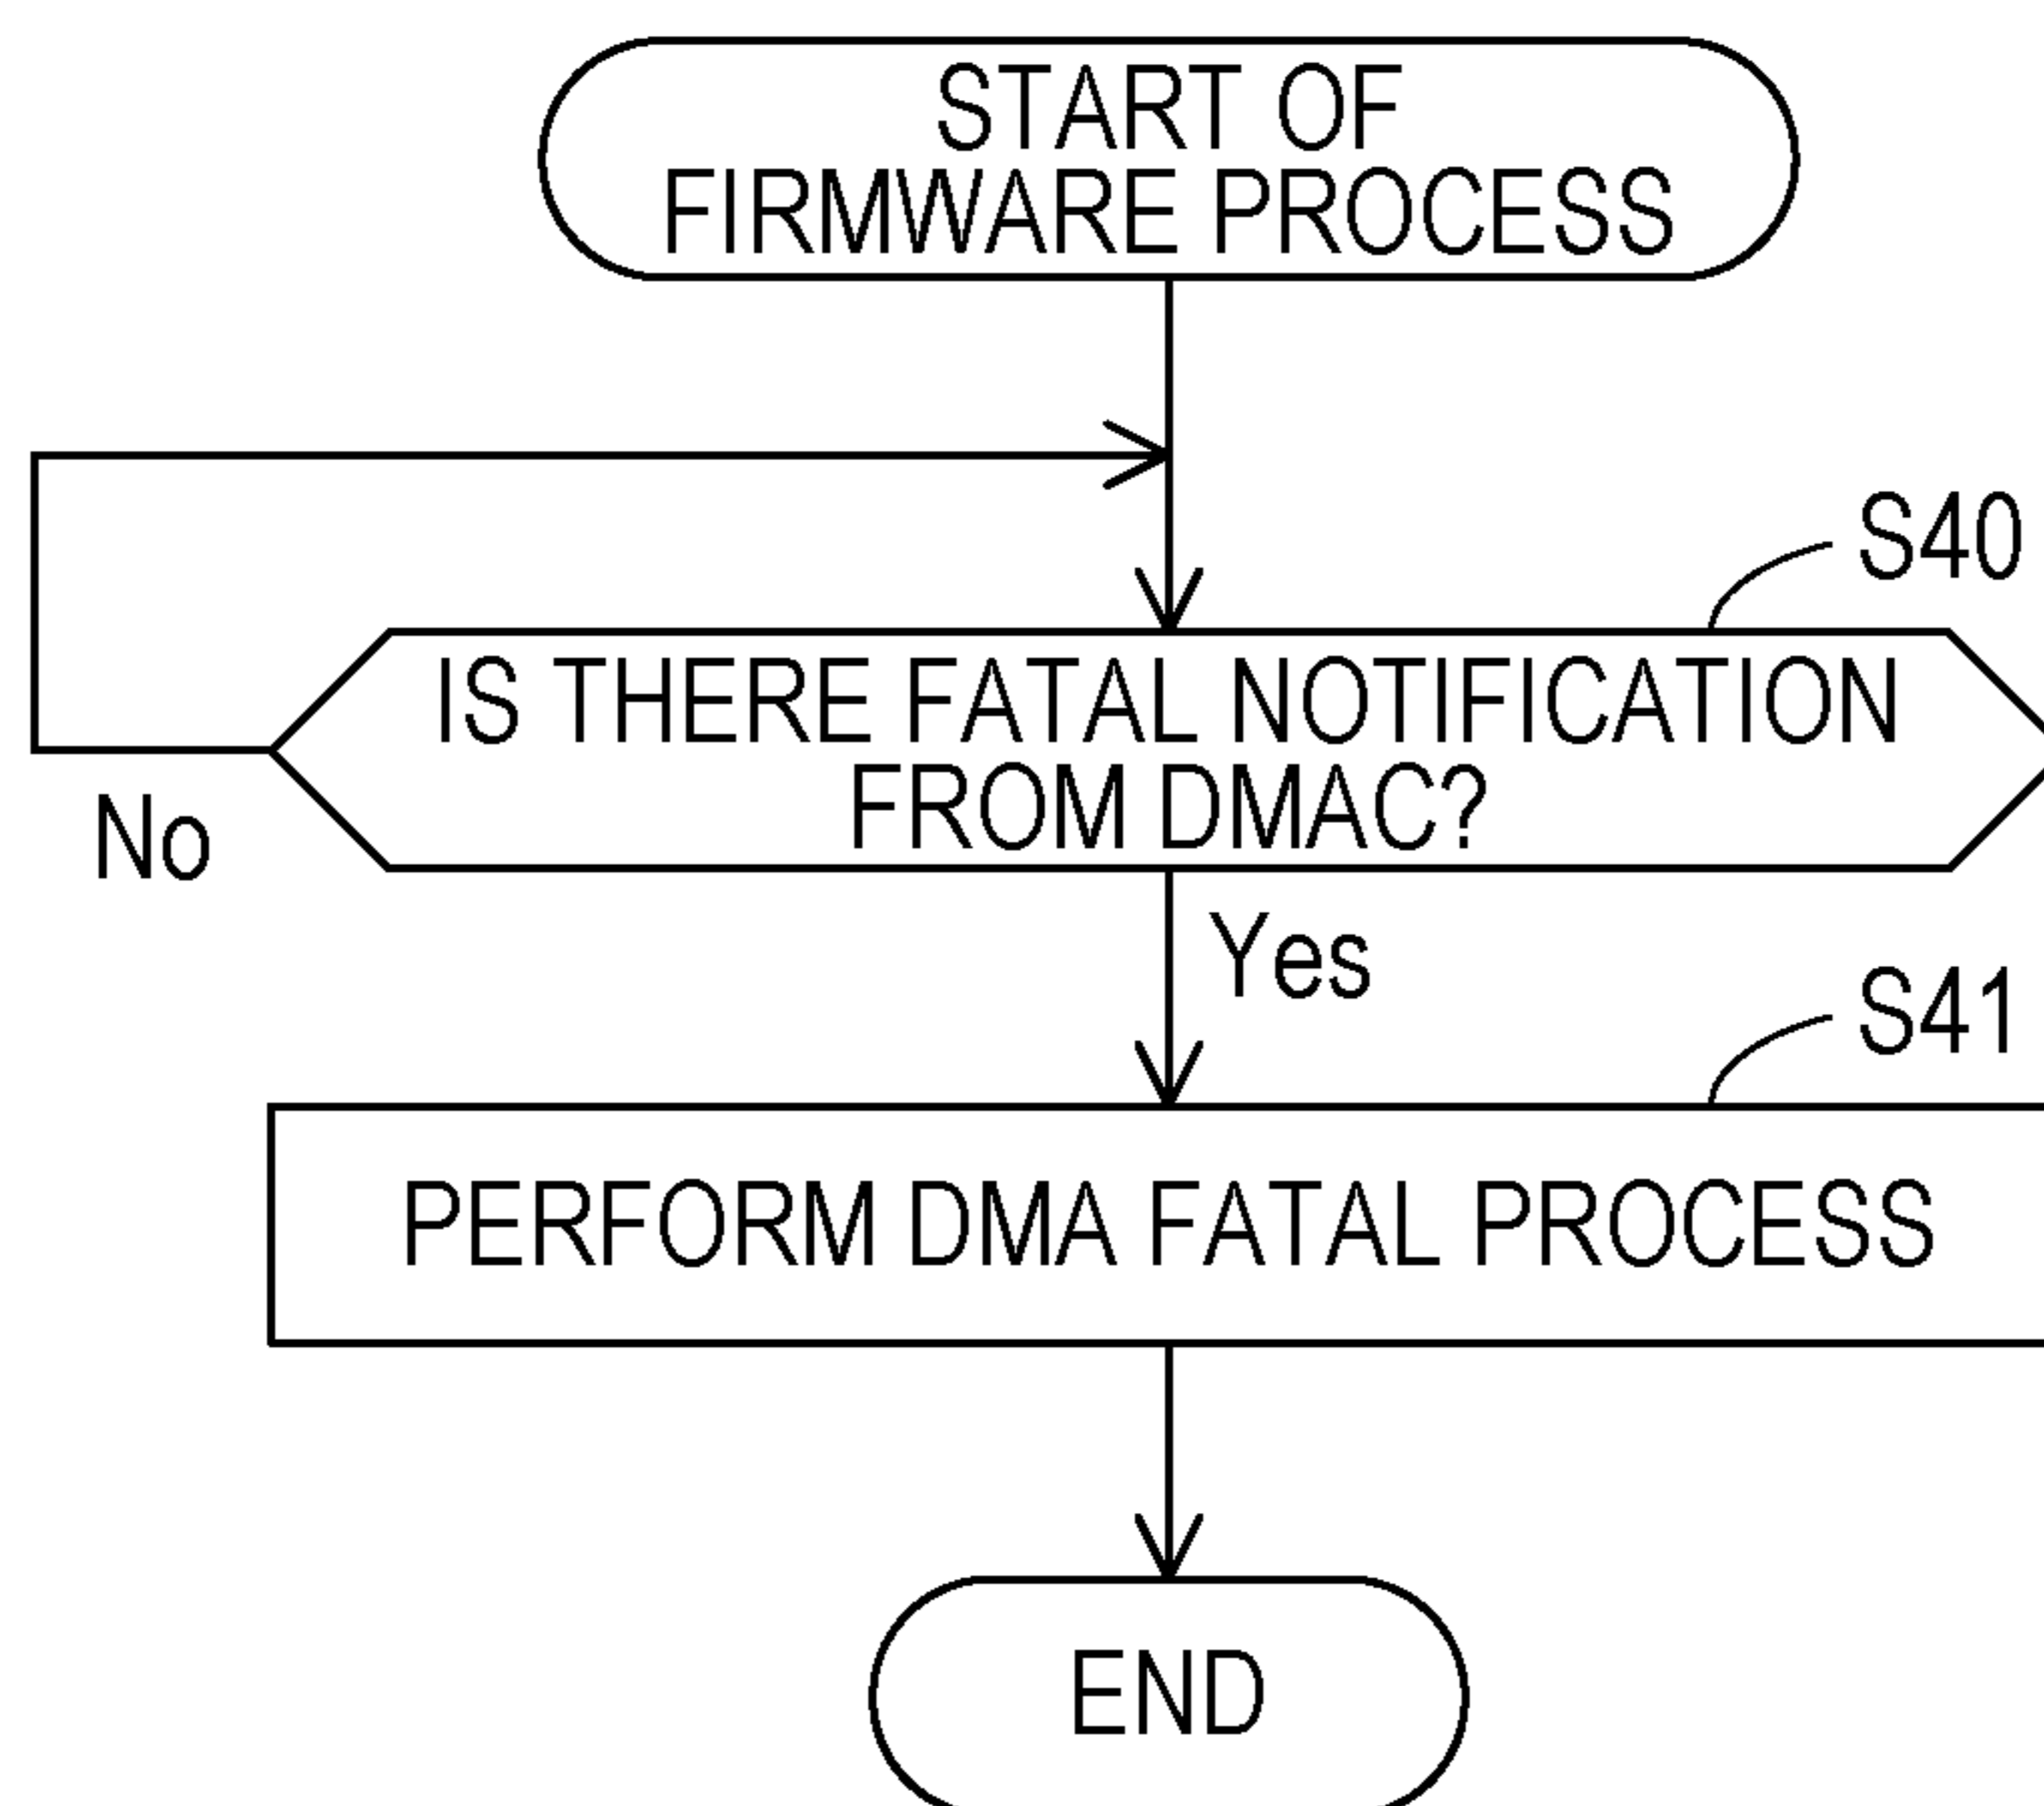 START OF
FIRMWARE PROCESS
S40
IS THERE FATAL NOTIFICATION
FROM DMAC?
No
Yes
S41
PERFORM DMA FATAL PROCESS
END